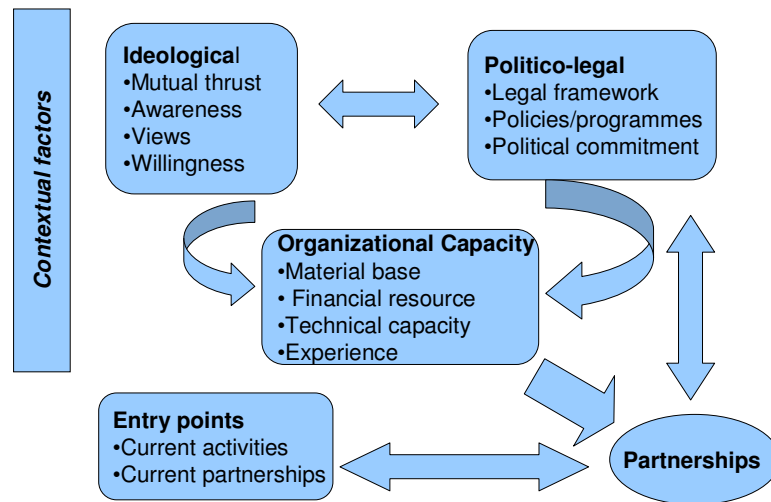 Contextual factors
Ideological
•Mutual thrust
•Awareness
•Views
•Willingness
Politico-legal
•Legal framework
•Policies/programmes
•Political commitment
Organizational Capacity
•Material base
• Financial resource
•Technical capacity
•Experience
Entry points
•Current activities
•Current partnerships
Partnerships